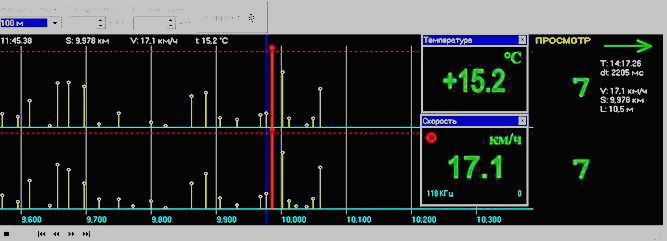 100 м
11:45.38 S: 9,978 км V: 17,1 км/ч t 15,2 °С
Температура
°C
+15.2
Скорость
км/ч
17.1
118 КГц 0
ПРОСМОТР
7
T: 14:17.26
dt 2205 мс
V: 17,1 км/ч
S: 9,978 км
L: 10,5 м
7
9,600 9,700 9,800 9,900 10,000 10,100 10,200 10,300